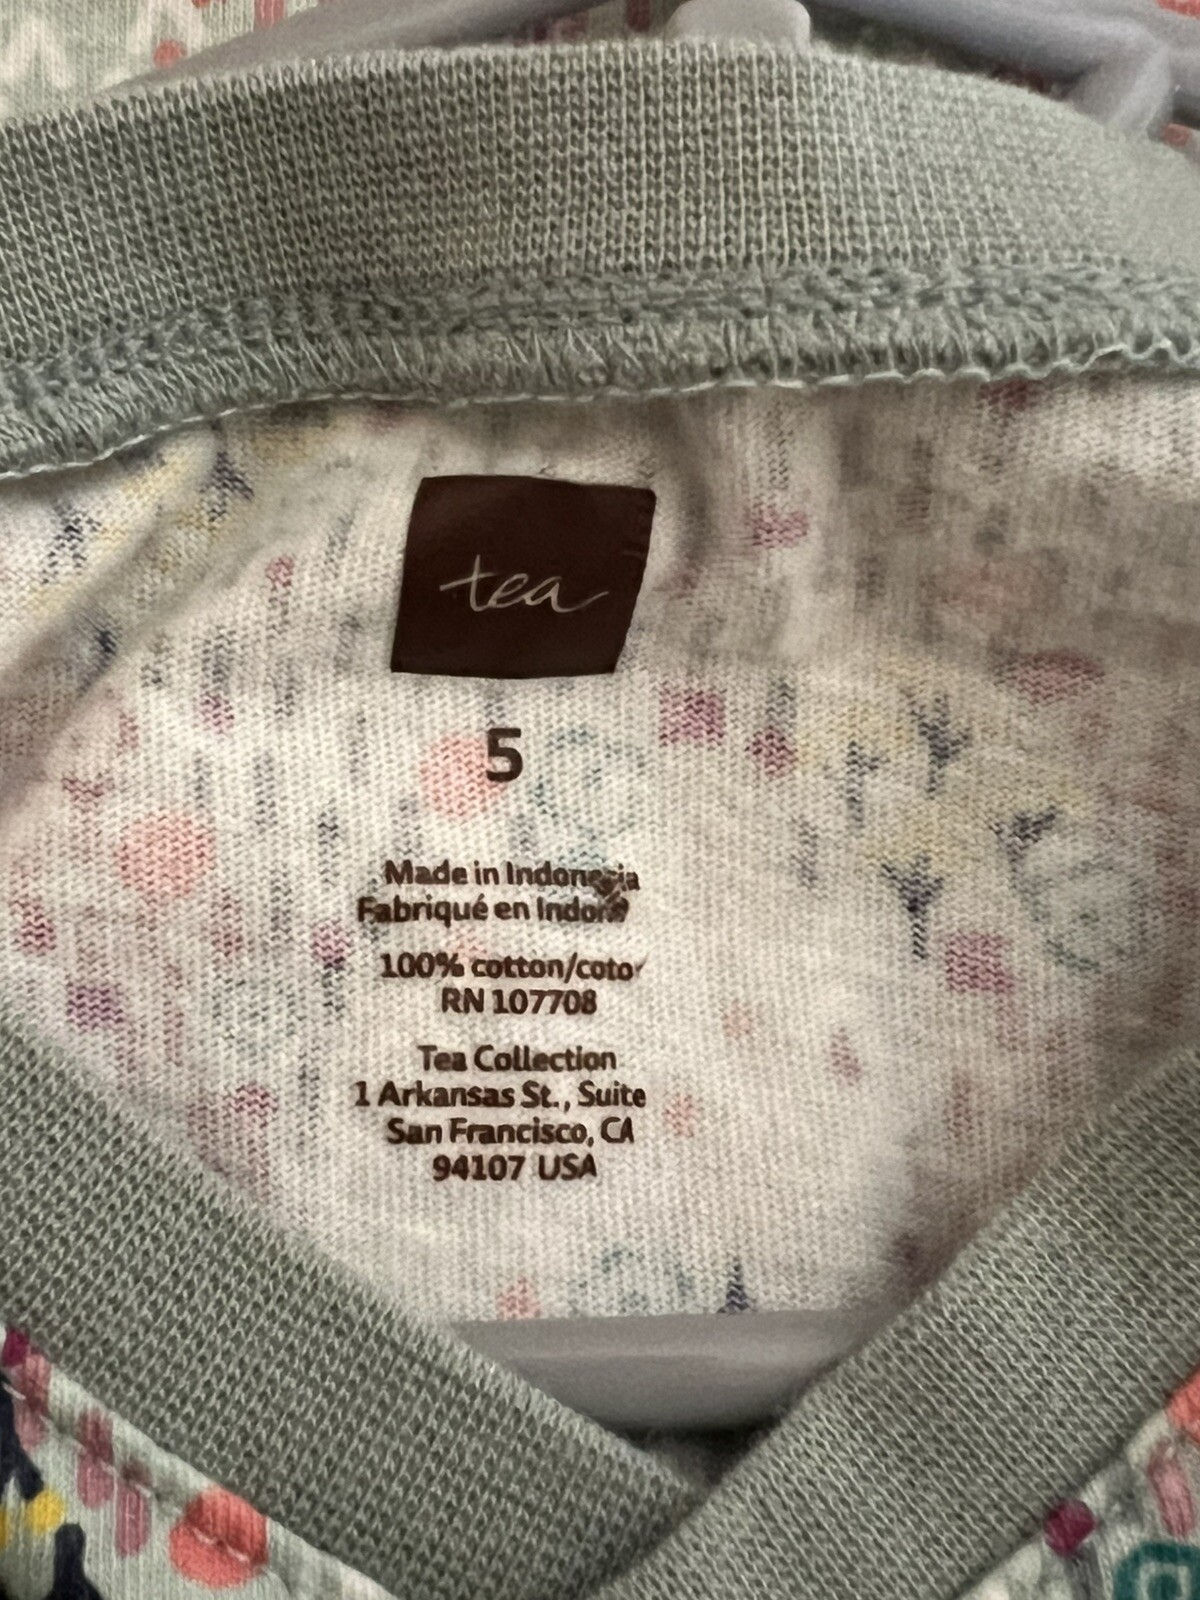 tea
5
Made in Indonesia
Fabriqué en
100% cotton/coto
RN 107708
Tea Collection
1 Arkansas St., Suite
San Francisco, CA
94107 USA